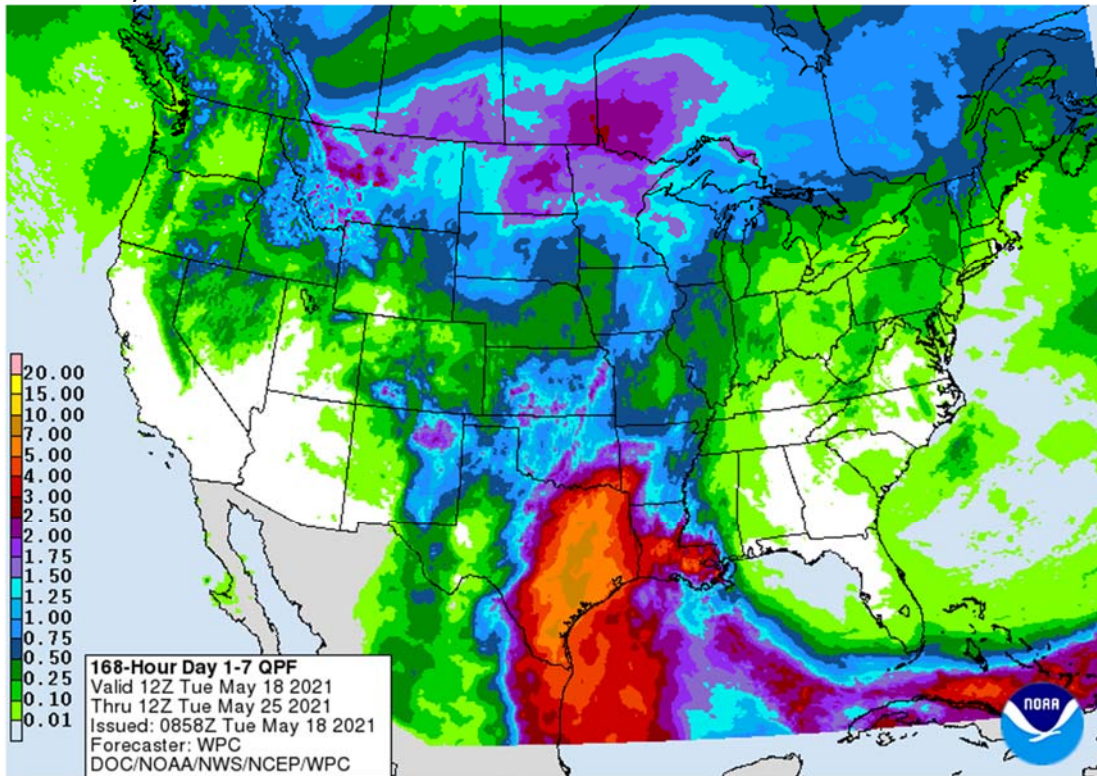 20.00
15.00
10.00
7.00
5.00
4.00
3.00
2.50
2.00
1.75
1.50
1.25
1.00
0.75
0.50
0.25
0.10
0.01
168-Hour Day 1-7 QPF
Valid 12Z Tue May 18 2021
Thru 12Z Tue May 25 2021
Issued: 0858Z Tue May 18 2021
Forecaster: WPC
DOC/NOAA/NWS/NCEP/WPC
NOAA